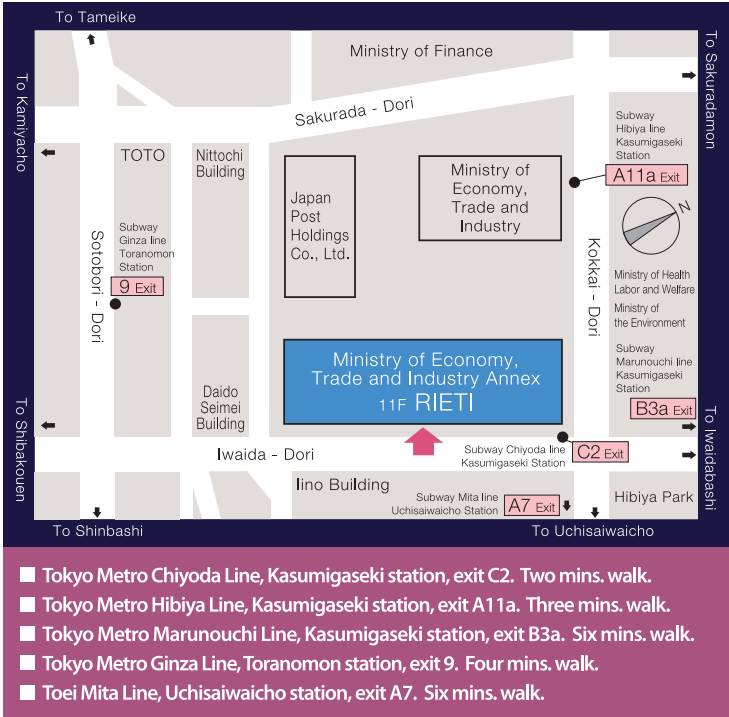 To Tameike
Ministry of Finance
Sakurada - Dori
To Kamiyacho
To Sakuradamon
TOTO
Nittochi
Building
Subway
Hibiya line
Kasumigaseki
Station
A11a Exit
Ministry of
Economy,
Trade and
Industry
Japan
Post
Holdings
Co., Ltd.
N
Subway
Ginza line
Toranomon
Station
9 Exit
Sotobori - Dori
Kokkai - Dori
Ministry of Health
Labor and Welfare
Ministry of
the Environment
Subway
Marunouchi line
Kasumigaseki
Station
B3a Exit
Ministry of Economy,
Trade and Industry Annex
11F RIETI
Daido
Seimei
Building
To Shibakouen
To Iwaidabashi
Iwaida - Dori
Subway Chiyoda line
Kasumigaseki Station
C2 Exit
Iino Building
Subway Mita line
Uchisaiwaicho Station
A7 Exit
Hibiya Park
To Shinbashi
To Uchisaiwaicho
Tokyo Metro Chiyoda Line, Kasumigaseki station, exit C2. Two mins. walk.
Tokyo Metro Hibiya Line, Kasumigaseki station, exit A11a. Three mins. walk.
Tokyo Metro Marunouchi Line, Kasumigaseki station, exit B3a. Six mins. walk.
Tokyo Metro Ginza Line, Toranomon station, exit 9. Four mins. walk.
Toei Mita Line, Uchisaiwaicho station, exit A7. Six mins. walk.